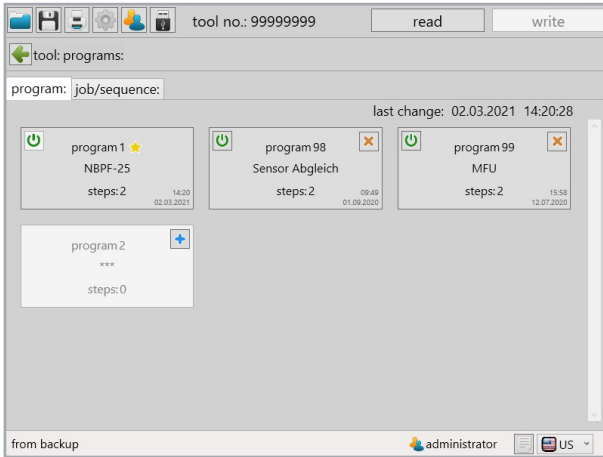 tool no.: 99999999 read write
tool: programs:
program: job/sequence:
last change: 02.03.2021 14:20:28
program 1
NBPF-25
steps: 2
14:20
02.03.2021
program 98
Sensor Abgleich
steps: 2
09:49
01.09.2020
program 99
MFU
steps: 2
15:58
12.07.2020
program 2
***
steps: 0
from backup administrator US